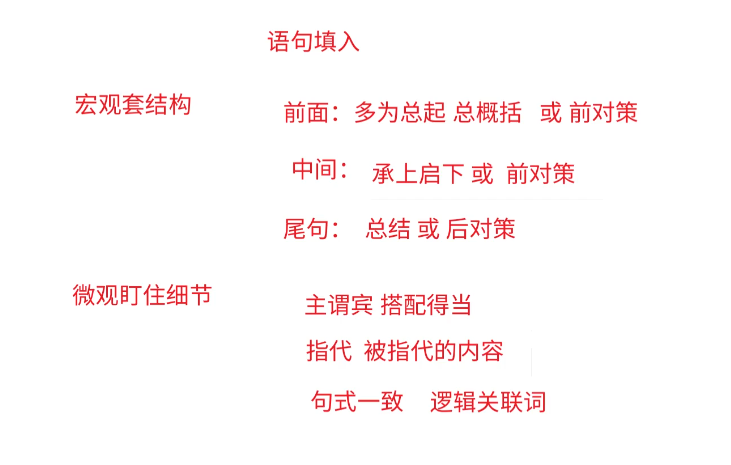 语句填入
宏观套结构
前面：多为总起 总概括 或 前对策
中间： 承上启下 或 前对策
尾句： 总结 或 后对策
微观盯住细节
主谓宾 搭配得当
指代 被指代的内容
句式一致 逻辑关联词